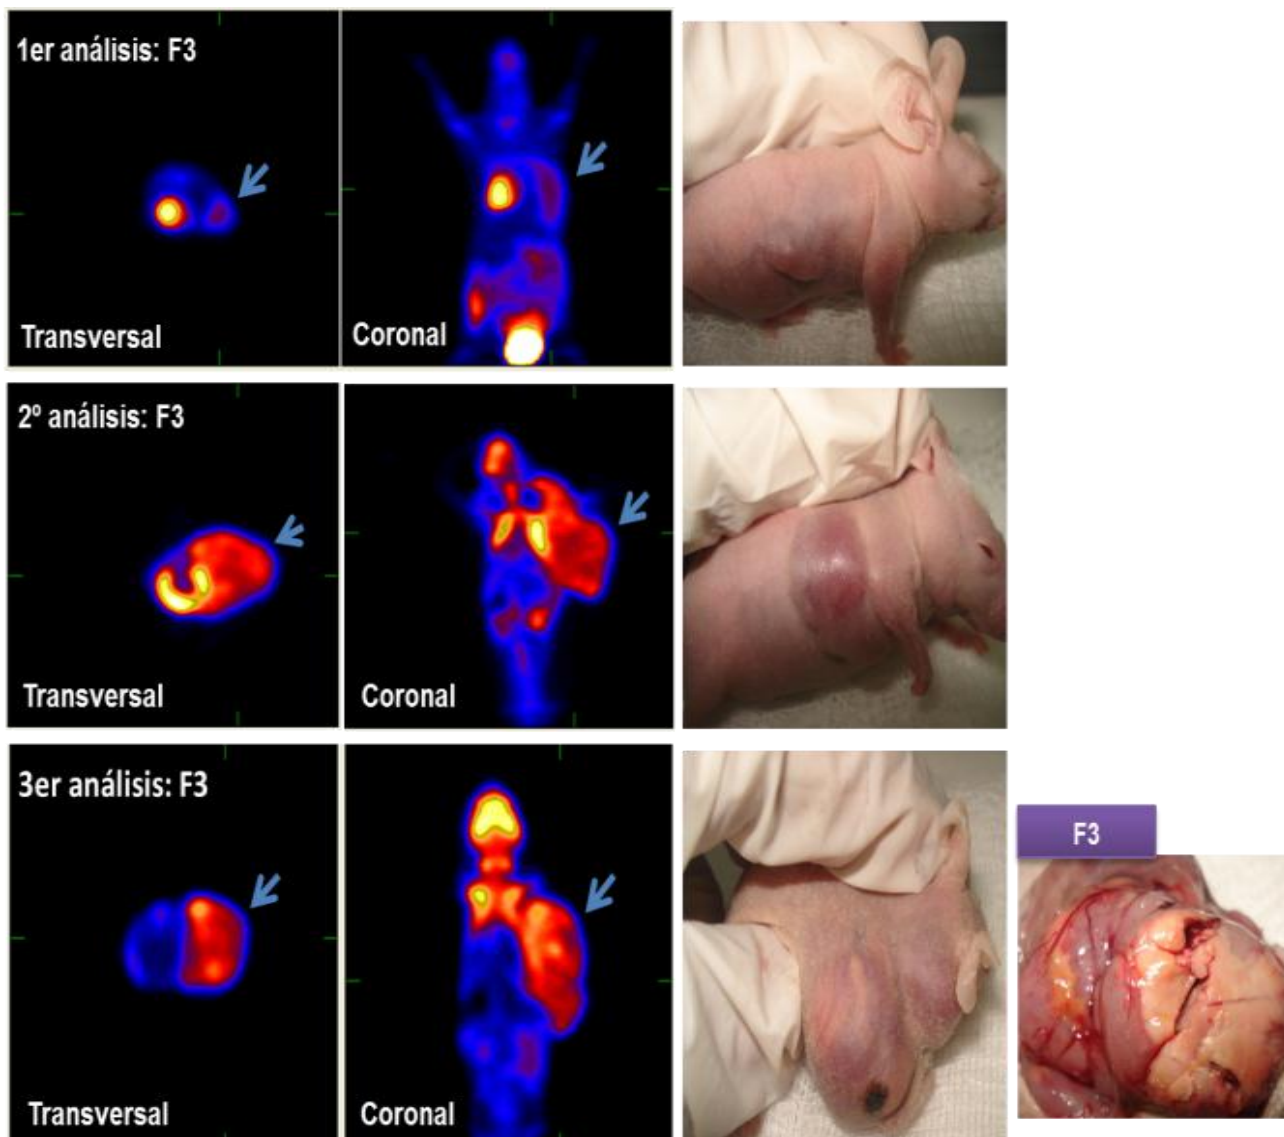 1er análisis: F3
Transversal
Coronal
2º análisis: F3
Transversal
Coronal
3er análisis: F3
Transversal
Coronal
F3